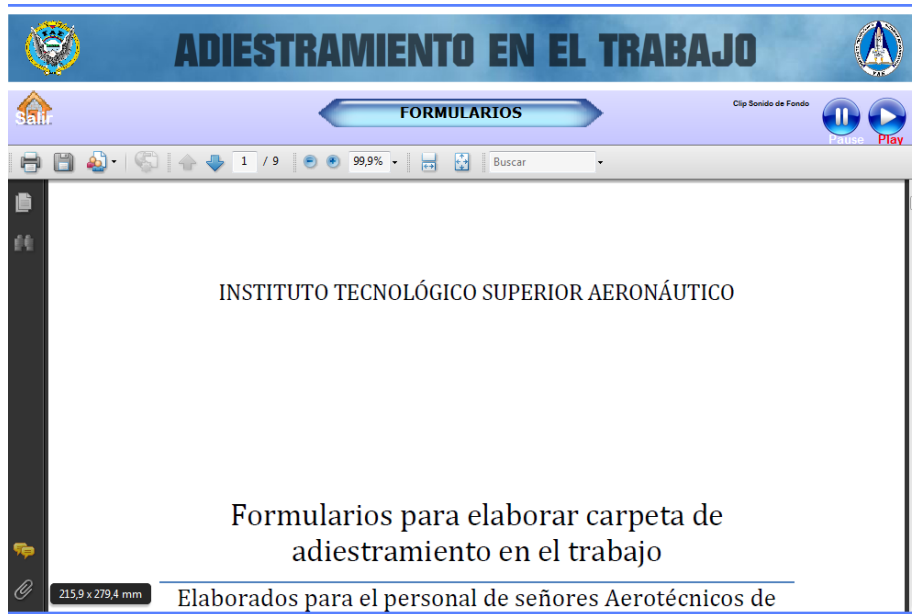 ADIESTRAMIENTO EN EL TRABAJO
FAE
FAE
Salir
FORMULARIOS
Clip Sonido de Fondo
Pause
Play
1 / 9
99,9%
Buscar
INSTITUTO TECNOLÓGICO SUPERIOR AERONÁUTICO
Formularios para elaborar carpeta de
adiestramiento en el trabajo
215,9 x 279,4 mm
Elaborados para el personal de señores Aerotécnicos de